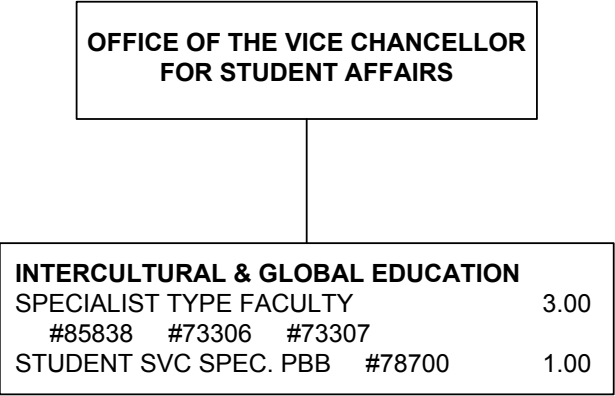 OFFICE OF THE VICE CHANCELLOR
FOR STUDENT AFFAIRS
INTERCULTURAL & GLOBAL EDUCATION
SPECIALIST TYPE FACULTY 3.00
#85838 #73306 #73307
STUDENT SVC SPEC. PBB #78700 1.00